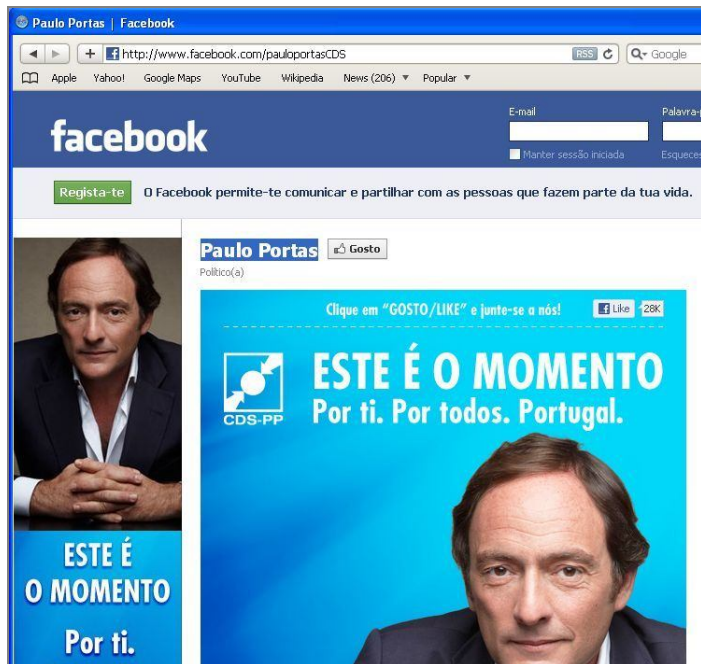 Paulo Portas | Facebook
http://www.facebook.com/pauloportasCDS
RSS
Google
Apple Yahoo! Google Maps YouTube Wikipedia News (206) Popular
facebook
E-mail
Manter sessão iniciada
Regista-te O Facebook permite-te comunicar e partilhar com as pessoas que fazem parte da tua vida.
Paulo Portas Gosto
Político(a)
Clique em "GOSTO/LIKE" e junte-se a nós! Like 28K
CDS-PP
ESTE É O MOMENTO
Por ti. Por todos. Portugal.
ESTE É
O MOMENTO
Por ti.